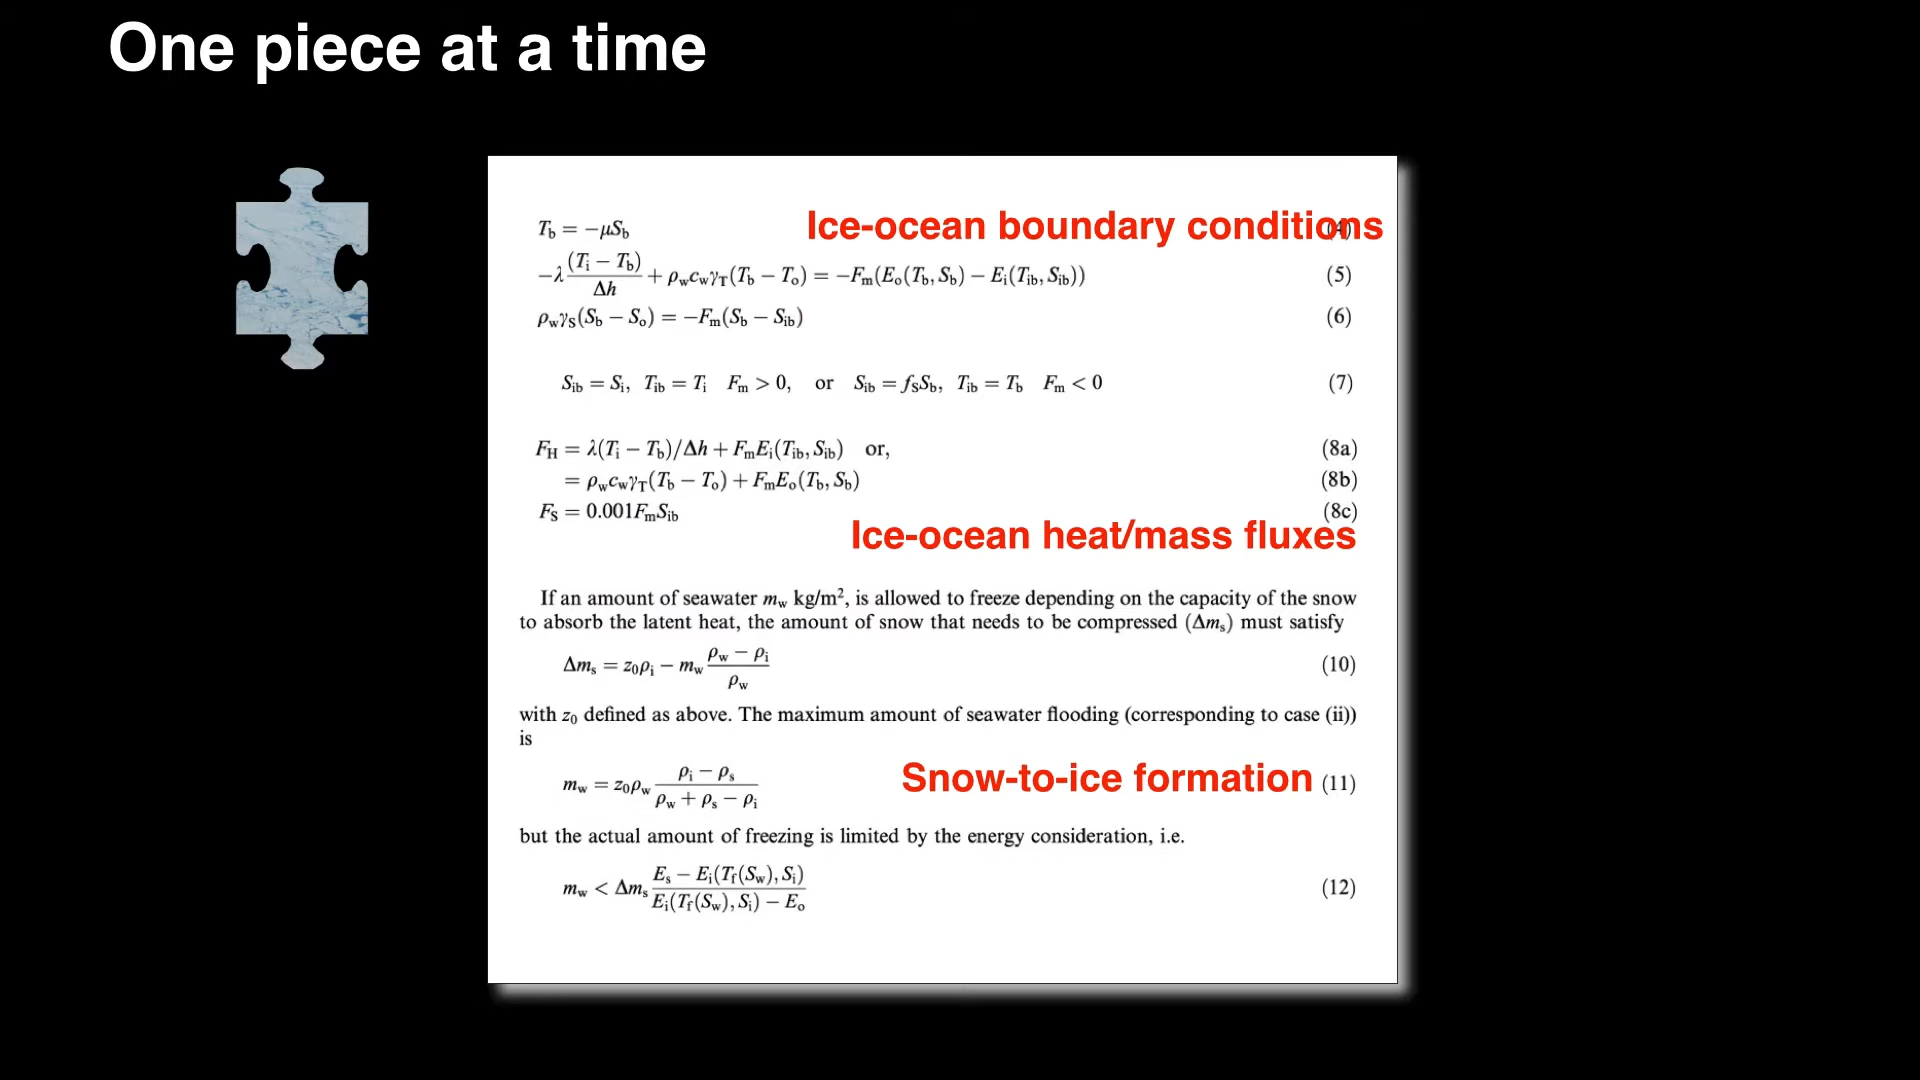 One piece at a time
Ice-ocean boundary conditions
T_b = −μS_b (4)
−λ (T_i − T_b)/Δh + ρ_w c_w γ_T(T_b − T_o) = −F_m(E_o(T_b, S_b) − E_i(T_ib, S_ib)) (5)
ρ_w γ_S(S_b − S_o) = −F_m(S_b − S_ib) (6)
S_ib = S_i, T_ib = T_i F_m > 0, or S_ib = f_S S_b, T_ib = T_b F_m < 0 (7)
F_H = λ(T_i − T_b)/Δh + F_m E_i(T_ib, S_ib) or, (8a)
= ρ_w c_w γ_T(T_b − T_o) + F_m E_o(T_b, S_b) (8b)
F_S = 0.001F_m S_ib (8c)
Ice-ocean heat/mass fluxes
If an amount of seawater m_w kg/m², is allowed to freeze depending on the capacity of the snow
to absorb the latent heat, the amount of snow that needs to be compressed (Δm_s) must satisfy
Δm_s = z_0 ρ_i − m_w (ρ_w − ρ_i)/ρ_w (10)
with z_0 defined as above. The maximum amount of seawater flooding (corresponding to case (ii))
is
m_w = z_0 ρ_w (ρ_i − ρ_s)/(ρ_w + ρ_s − ρ_i) (11)
Snow-to-ice formation
but the actual amount of freezing is limited by the energy consideration, i.e.
m_w < Δm_s (E_s − E_i(T_f(S_w), S_i))/(E_i(T_f(S_w), S_i) − E_o) (12)